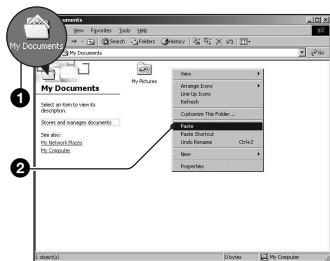 My Documents
View Favorites Tools Help
Search Folders History
My Documents
Go
My Documents
Select an item to view its
description.
Stores and manages documents
See also:
My Network Places
My Computer
My Pictures
View
Arrange Icons
Line Up Icons
Refresh
Customize This Folder...
Paste
Paste Shortcut
Undo Rename Ctrl+Z
New
Properties
1
2
1 object(s)
0 bytes
My Computer